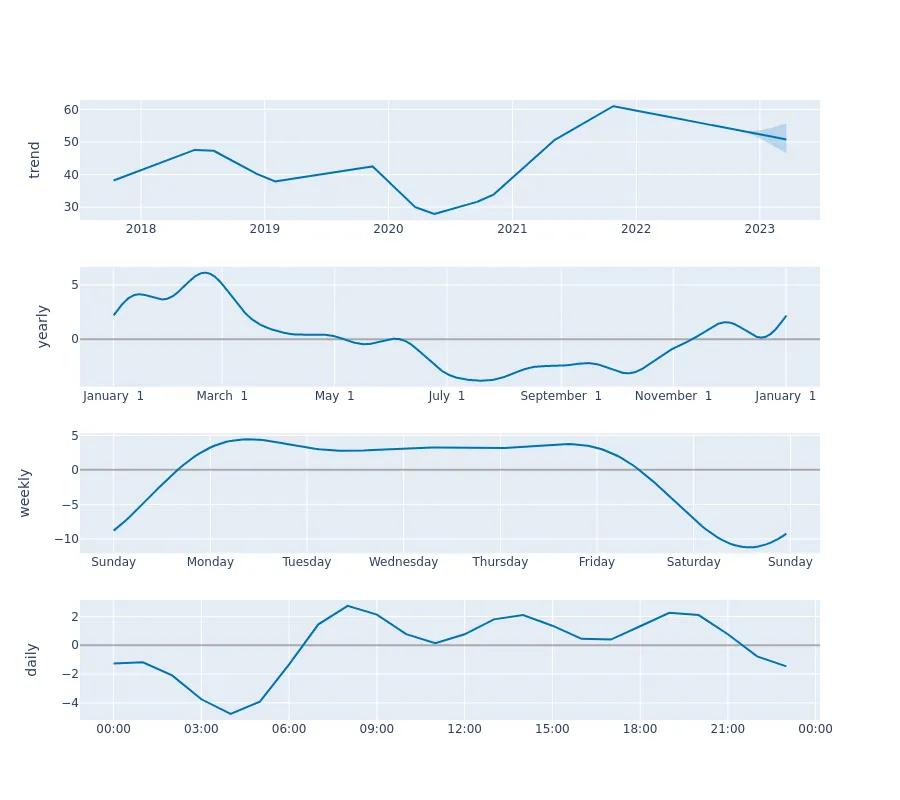 trend
60
50
40
30
2018 2019 2020 2021 2022 2023
yearly
5
0
January 1 March 1 May 1 July 1 September 1 November 1 January 1
weekly
5
0
−5
−10
Sunday Monday Tuesday Wednesday Thursday Friday Saturday Sunday
daily
2
0
−2
−4
00:00 03:00 06:00 09:00 12:00 15:00 18:00 21:00 00:00